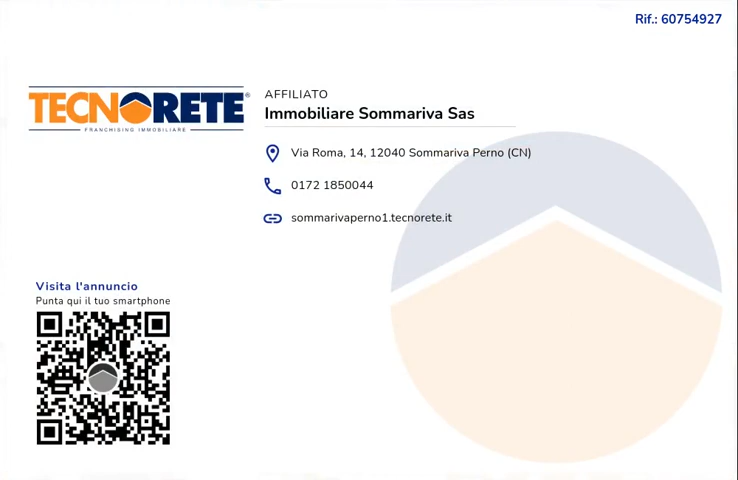 Rif.: 60754927
TECNORETE®
FRANCHISING IMMOBILIARE
AFFILIATO
Immobiliare Sommariva Sas
Via Roma, 14, 12040 Sommariva Perno (CN)
0172 1850044
sommarivaperno1.tecnorete.it
Visita l'annuncio
Punta qui il tuo smartphone